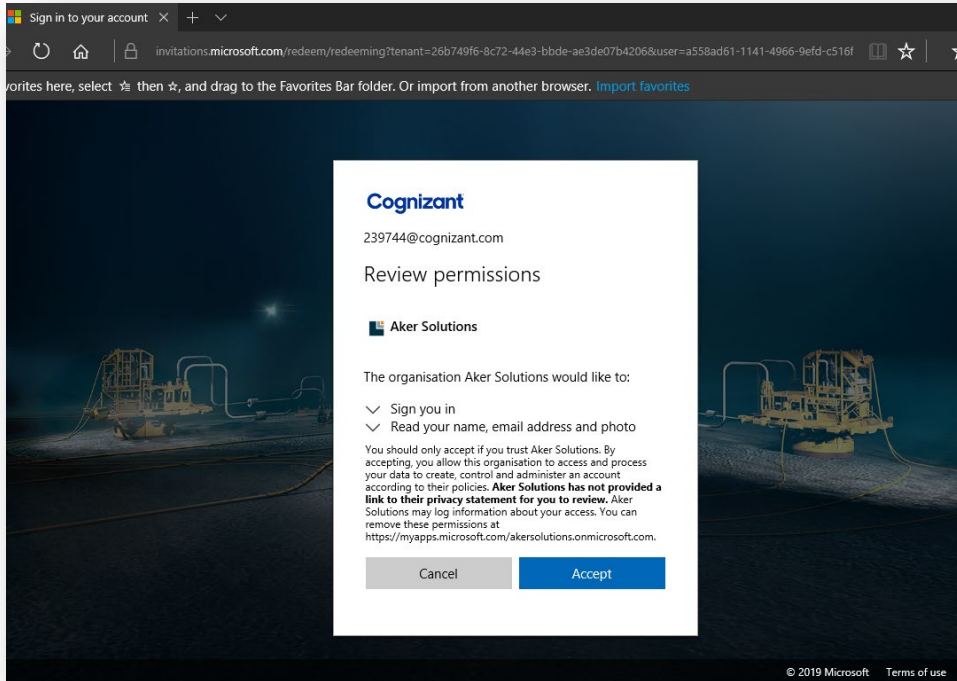 Sign in to your account
invitations.microsoft.com/redeem/redeeming?tenant=26b749f6-8c72-44e3-bbde-ae3de07b4206&user=a558ad61-1141-4966-9efd-c516f
vorites here, select then , and drag to the Favorites Bar folder. Or import from another browser. Import favorites
Cognizant
239744@cognizant.com
Review permissions
Aker Solutions
The organisation Aker Solutions would like to:
Sign you in
Read your name, email address and photo
You should only accept if you trust Aker Solutions. By
accepting, you allow this organisation to access and process
your data to create, control and administer an account
according to their policies. Aker Solutions has not provided a
link to their privacy statement for you to review. Aker
Solutions may log information about your access. You can
remove these permissions at
https://myapps.microsoft.com/akersolutions.onmicrosoft.com.
Cancel Accept
© 2019 Microsoft Terms of use